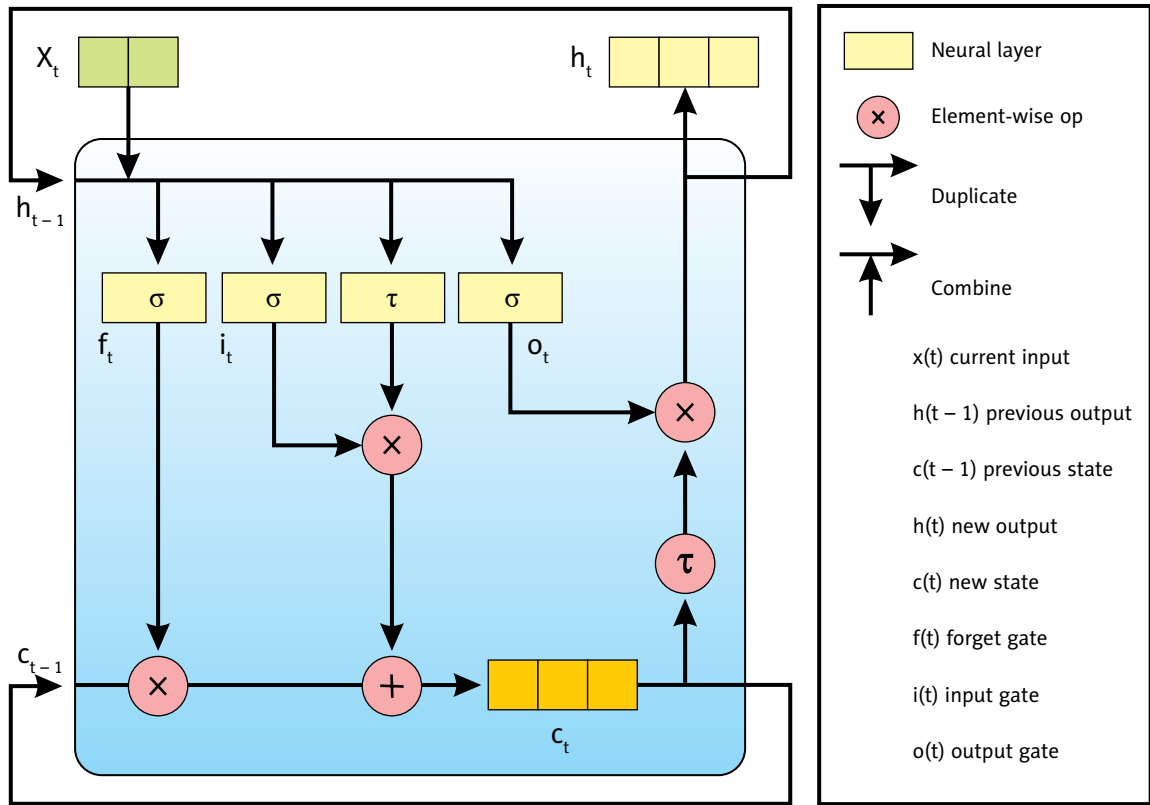 Xₜ
hₜ
hₜ₋₁
σ σ τ σ
fₜ iₜ oₜ
×
×
τ
cₜ₋₁
× +
cₜ
Neural layer
× Element-wise op
Duplicate
Combine
x(t) current input
h(t – 1) previous output
c(t – 1) previous state
h(t) new output
c(t) new state
f(t) forget gate
i(t) input gate
o(t) output gate